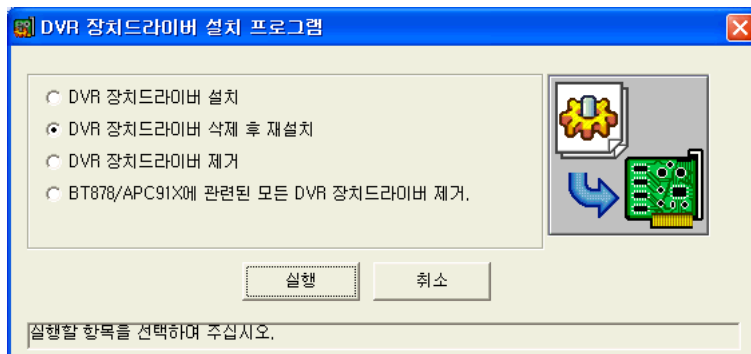 DVR 장치드라이버 설치 프로그램
DVR 장치드라이버 설치
DVR 장치드라이버 삭제 후 재설치
DVR 장치드라이버 제거
BT878/APC91X에 관련된 모든 DVR 장치드라이버 제거.
실행
취소
실행할 항목을 선택하여 주십시오.